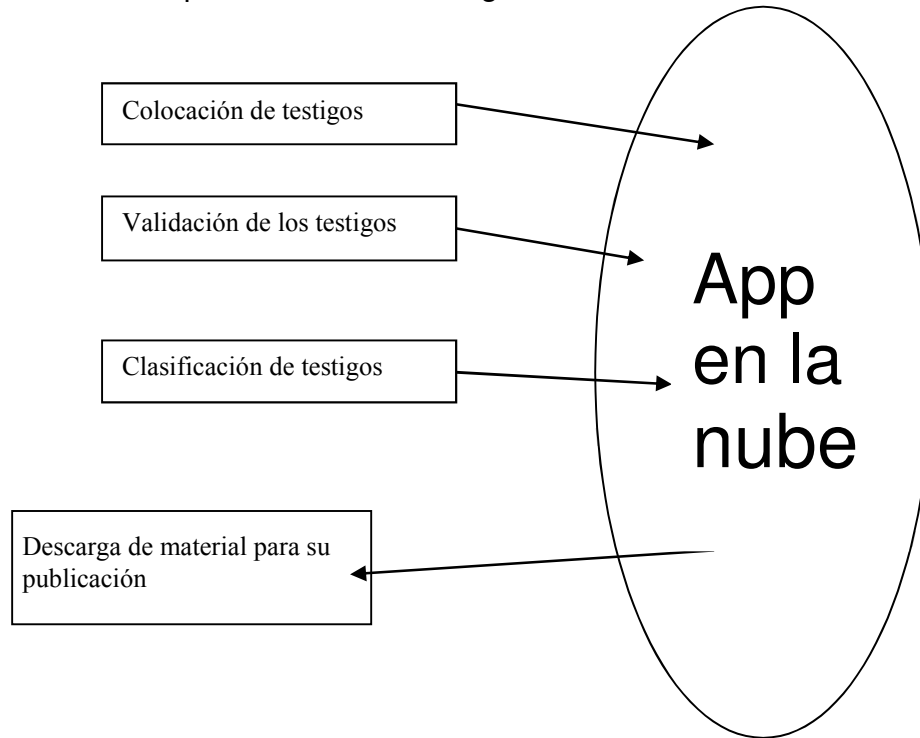 Colocación de testigos
Validación de los testigos
Clasificación de testigos
App
en la
nube
Descarga de material para su
publicación